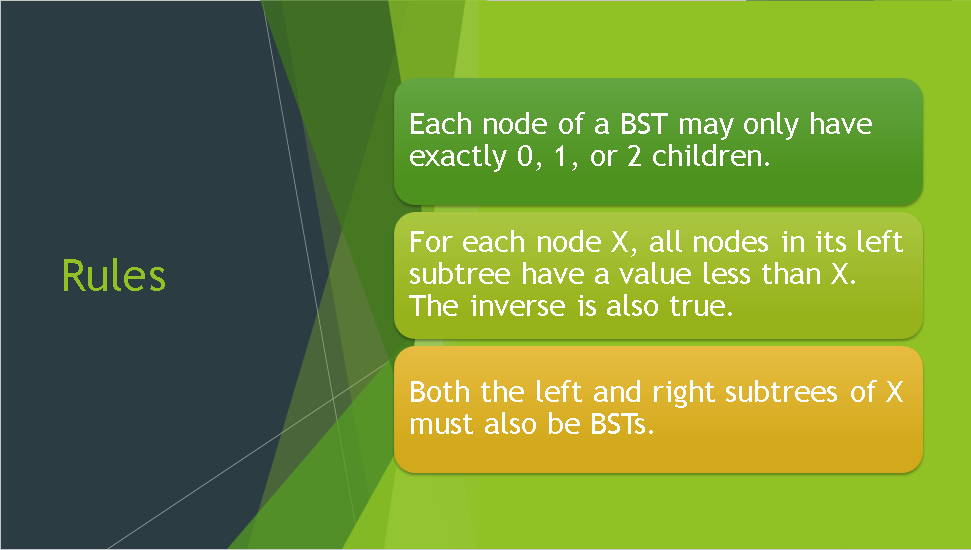 Rules
Each node of a BST may only have
exactly 0, 1, or 2 children.
For each node X, all nodes in its left
subtree have a value less than X.
The inverse is also true.
Both the left and right subtrees of X
must also be BSTs.